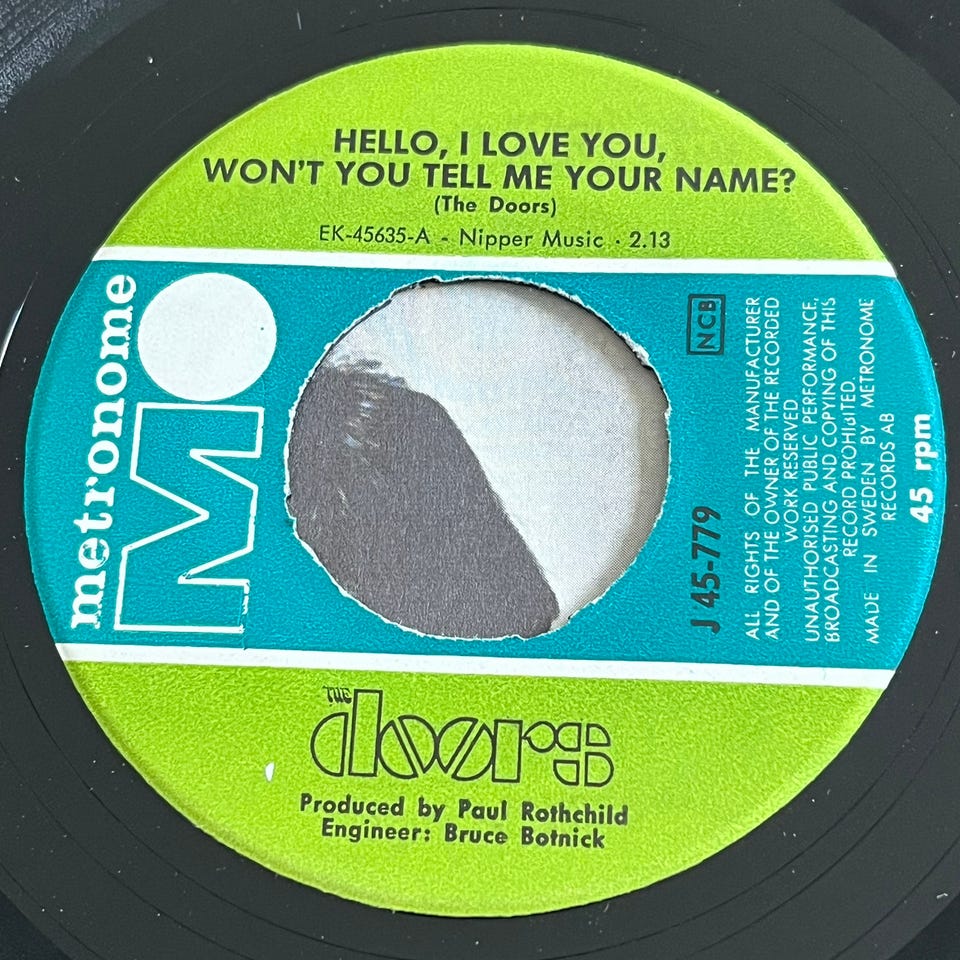 HELLO, I LOVE YOU,
WON'T YOU TELL ME YOUR NAME?
(The Doors)
EK-45635-A - Nipper Music · 2.13
metronome
M
NCB
J 45-779
ALL RIGHTS OF THE MANUFACTURER
AND OF THE OWNER OF THE RECORDED
WORK RESERVED
UNAUTHORISED PUBLIC PERFORMANCE,
BROADCASTING AND COPYING OF THIS
RECORD PROHIBITED
MADE IN SWEDEN BY METRONOME
RECORDS AB
45 rpm
THE
doors
Produced by Paul Rothchild
Engineer: Bruce Botnick